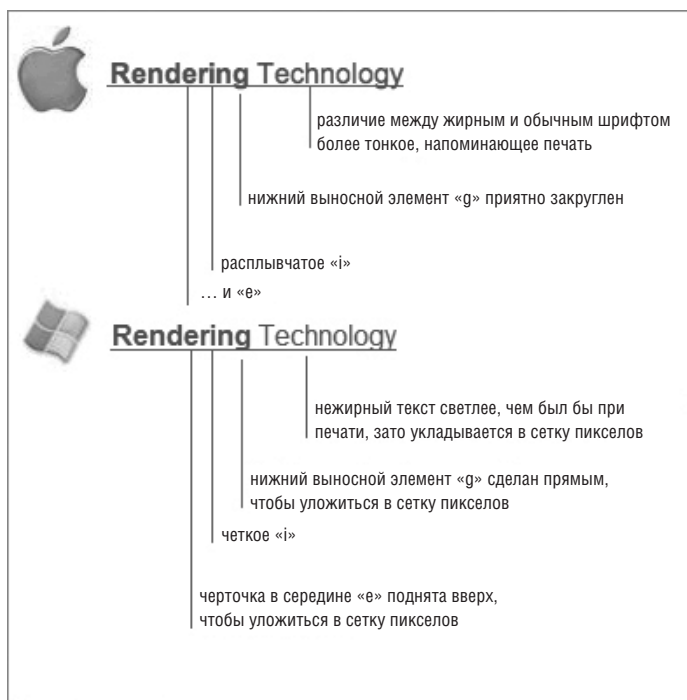 Rendering Technology
различие между жирным и обычным шрифтом
более тонкое, напоминающее печать
нижний выносной элемент «g» приятно закруглен
расплывчатое «i»
… и «e»
Rendering Technology
нежирный текст светлее, чем был бы при
печати, зато укладывается в сетку пикселов
нижний выносной элемент «g» сделан прямым,
чтобы уложиться в сетку пикселов
четкое «i»
черточка в середине «e» поднята вверх,
чтобы уложиться в сетку пикселов